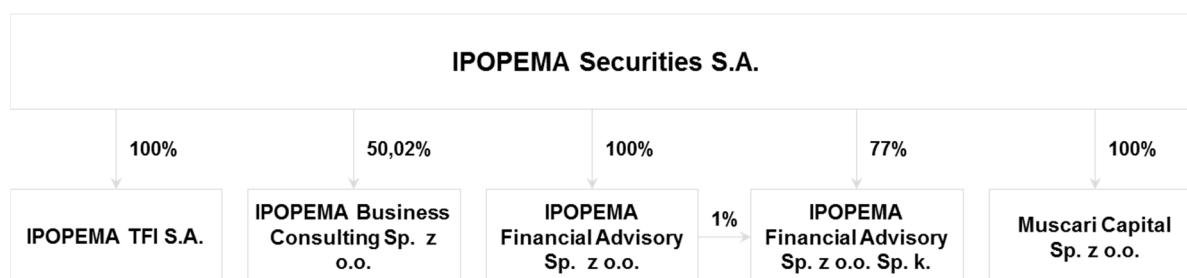 IPOPEMA Securities S.A.
100%
50,02%
100%
77%
100%
IPOPEMA TFI S.A.
IPOPEMA Business
Consulting Sp. z
o.o.
IPOPEMA
Financial Advisory
Sp. z o.o.
1%
IPOPEMA
Financial Advisory
Sp. z o.o. Sp. k.
Muscari Capital
Sp. z o.o.